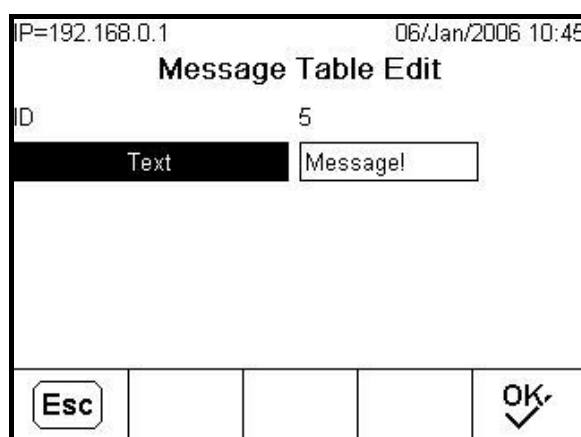 IP=192.168.0.1 06/Jan/2006 10:45
Message Table Edit
ID 5
Text Message!
Esc OK